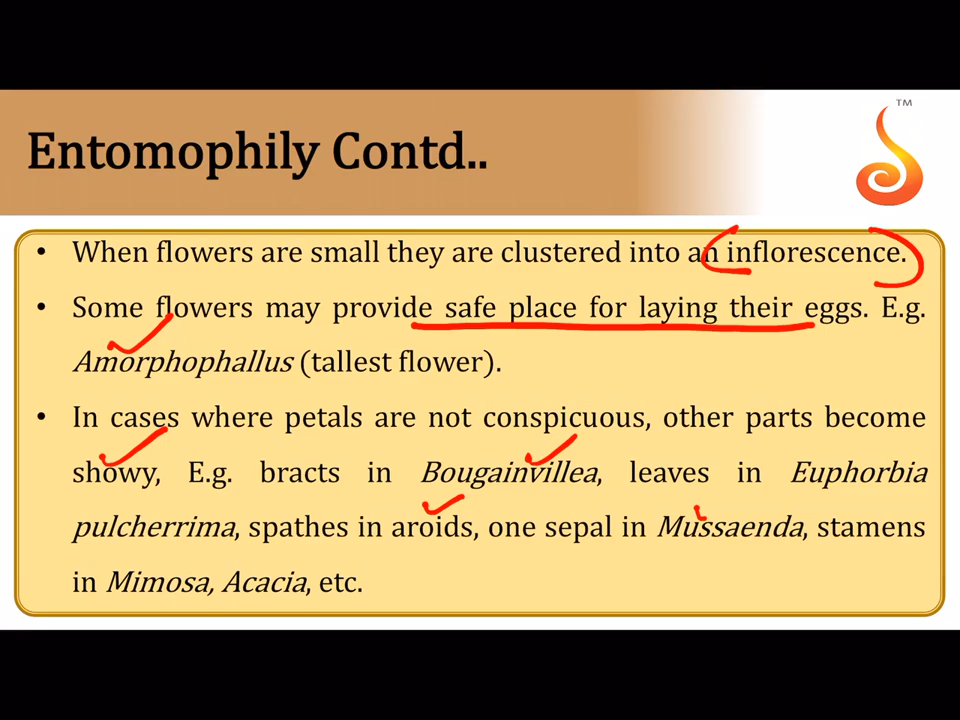 TM
Entomophily Contd..
• When flowers are small they are clustered into an inflorescence.
• Some flowers may provide safe place for laying their eggs. E.g.
Amorphophallus (tallest flower).
• In cases where petals are not conspicuous, other parts become
showy, E.g. bracts in Bougainvillea, leaves in Euphorbia
pulcherrima, spathes in aroids, one sepal in Mussaenda, stamens
in Mimosa, Acacia, etc.